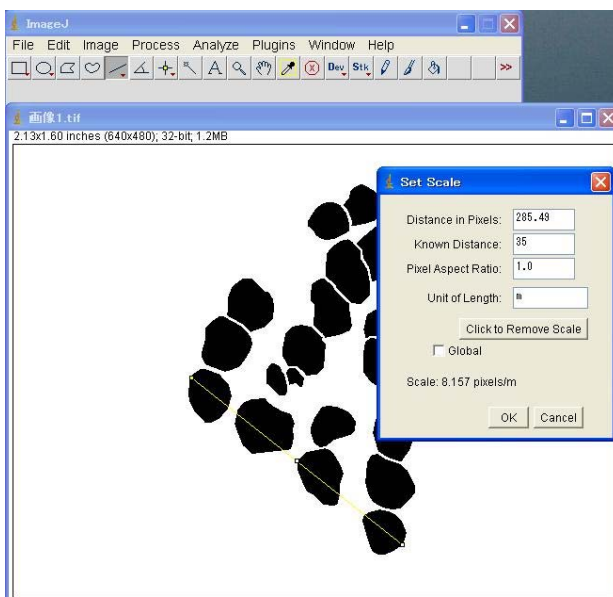 ImageJ
File Edit Image Process Analyze Plugins Window Help
A Dev Stk >>
画像1.tif
2.13x1.60 inches (640x480); 32-bit; 1.2MB
Set Scale
Distance in Pixels: 285.49
Known Distance: 35
Pixel Aspect Ratio: 1.0
Unit of Length: m
Click to Remove Scale
Global
Scale: 8.157 pixels/m
OK Cancel